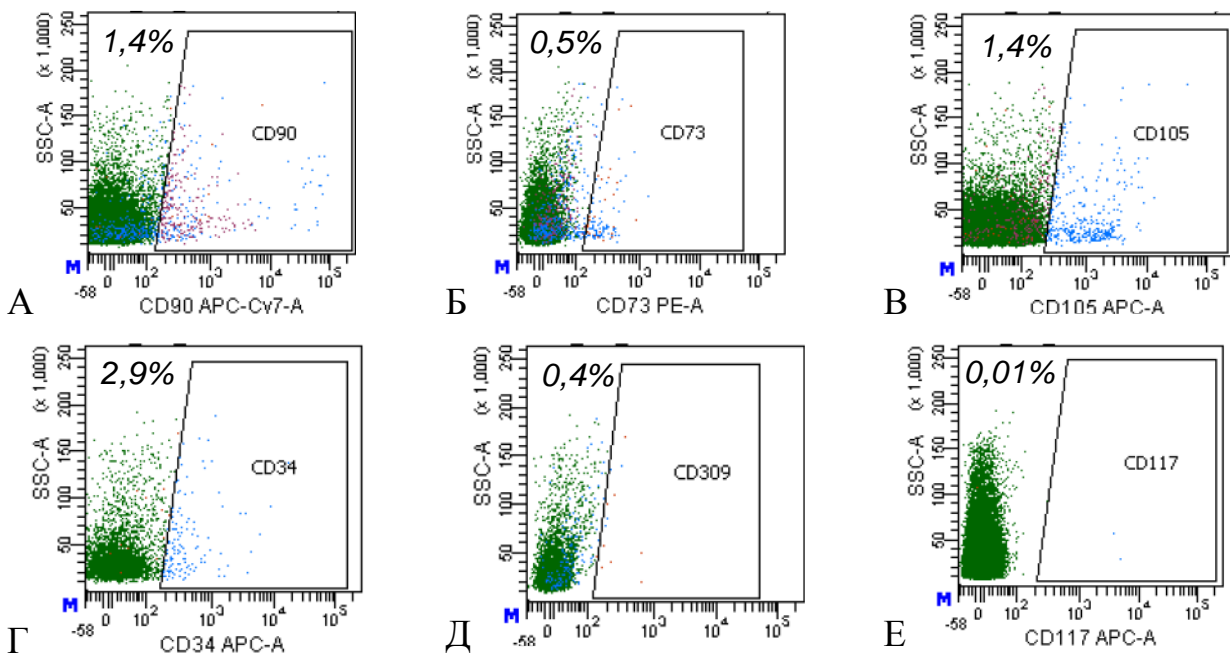 1,4%
CD90
SSC-A (x 1,000)
50 100 150 200 250
M
-58 0 10² 10³ 10⁴ 10⁵
CD90 APC-Cy7-A
А
0,5%
CD73
SSC-A (x 1,000)
50 100 150 200 250
M
-58 0 10² 10³ 10⁴ 10⁵
CD73 PE-A
Б
1,4%
CD105
SSC-A (x 1,000)
50 100 150 200 250
M
-58 0 10² 10³ 10⁴ 10⁵
CD105 APC-A
В
2,9%
CD34
SSC-A (x 1,000)
50 100 150 200 250
M
-58 0 10² 10³ 10⁴ 10⁵
CD34 APC-A
Г
0,4%
CD309
SSC-A (x 1,000)
50 100 150 200 250
M
-58 0 10² 10³ 10⁴ 10⁵
Д
0,01%
CD117
SSC-A (x 1,000)
50 100 150 200 250
M
-58 0 10² 10³ 10⁴ 10⁵
CD117 APC-A
Е